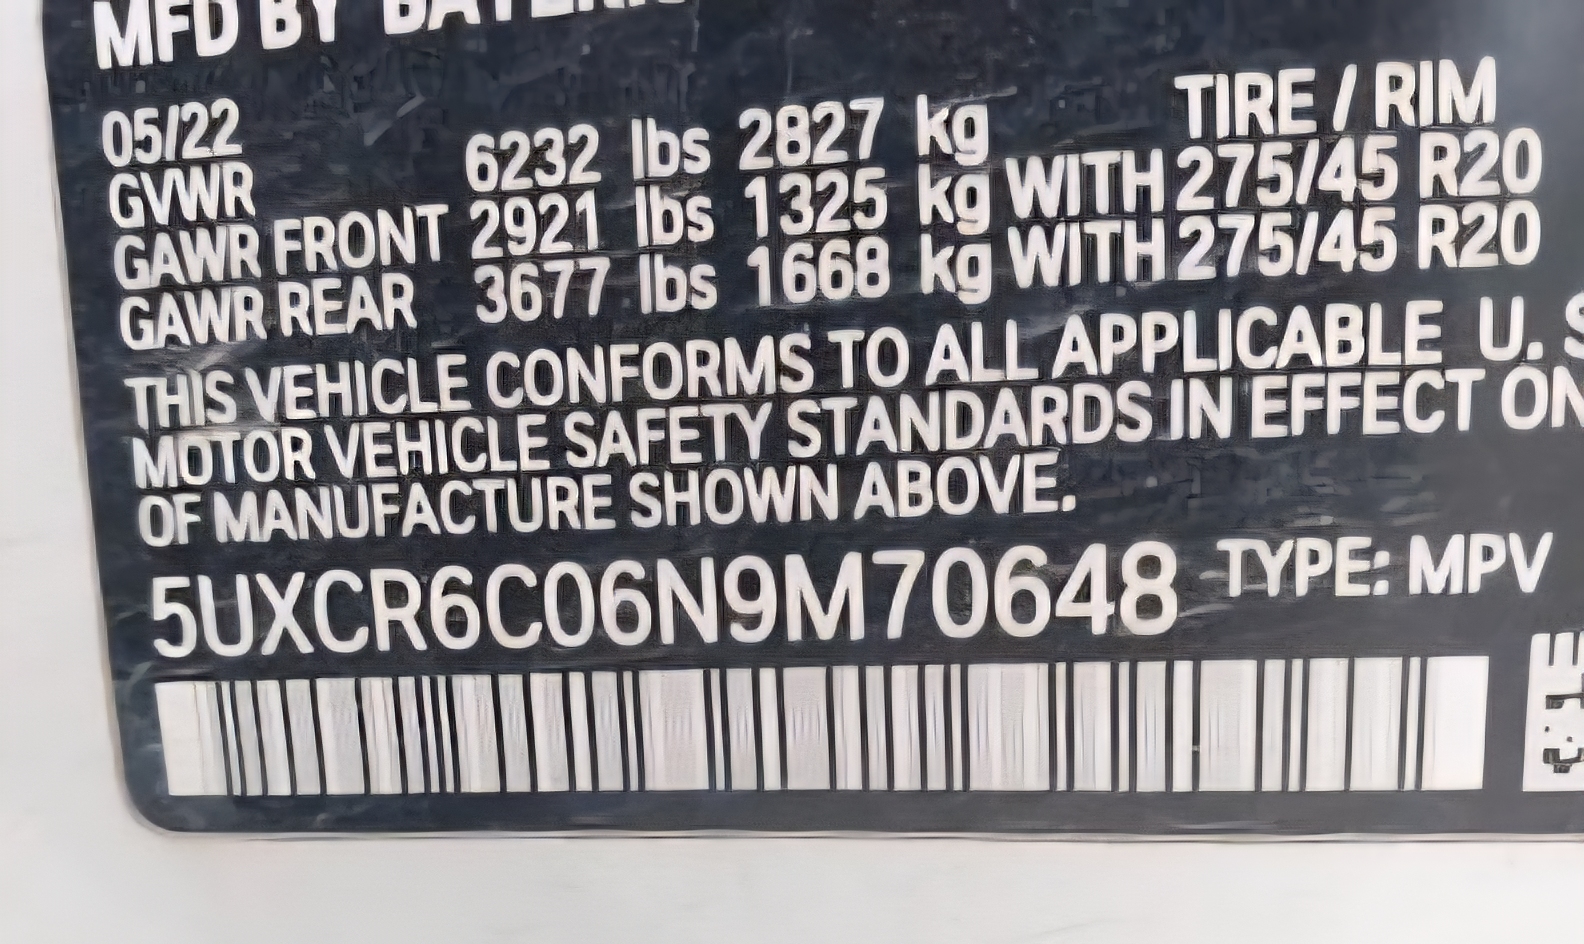 MFD BY
05/22
GVWR 6232 lbs 2827 kg TIRE / RIM
GAWR FRONT 2921 lbs 1325 kg WITH 275/45 R20
GAWR REAR 3677 lbs 1668 kg WITH 275/45 R20
THIS VEHICLE CONFORMS TO ALL APPLICABLE U. S
MOTOR VEHICLE SAFETY STANDARDS IN EFFECT ON
OF MANUFACTURE SHOWN ABOVE.
5UXCR6C06N9M70648 TYPE: MPV